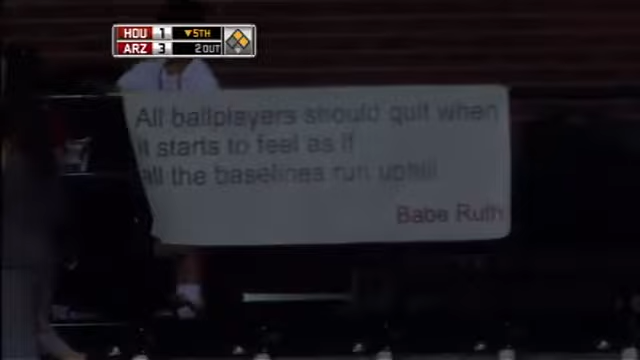 HOU 1 ▼5TH
ARZ 3 2 OUT
All ballplayers should quit when
it starts to feel as if
all the baselines run uphill
Babe Ruth